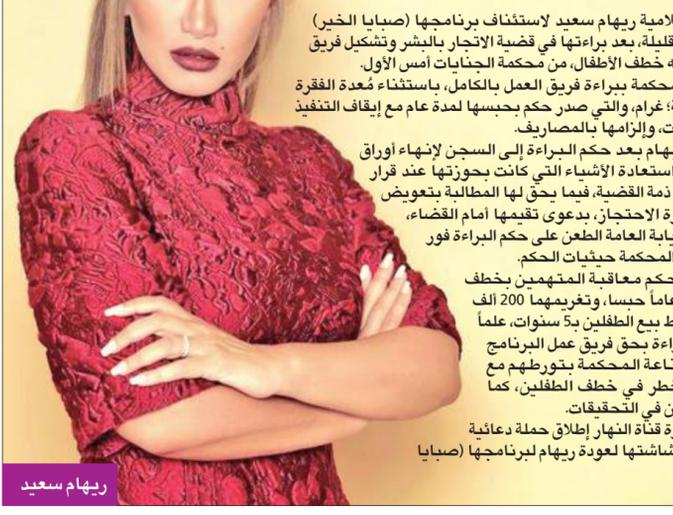 لامية ريهام سعيد لاستئناف برنامجها (صبايا الخير)
قليلة، بعد براءتها في قضية الاتجار بالبشر وتشكيل فريق
خطف الأطفال، من محكمة الجنايات أمس الأول.
محكمة ببراءة فريق العمل بالكامل، باستثناء مُعدة الفقرة
غرام، والتي صدر حكم بحبسها لمدة عام مع إيقاف التنفيذ
ت، وإلزامها بالمصاريف.
هام بعد حكم البراءة إلى السجن لإنهاء أوراق
استعادة الأشياء التي كانت بحوزتها عند قرار
ذمة القضية، فيما يحق لها المطالبة بتعويض
ة الاحتجاز، بدعوى تقيمها أمام القضاء،
يابة العامة الطعن على حكم البراءة فور
المحكمة حيثيات الحكم.
حكم معاقبة المتهمين بخطف
عاماً حبسا، وتغريمهما 200 ألف
ط بيع الطفلين بـ5 سنوات، علماً
راءة بحق فريق عمل البرنامج
ناعة المحكمة بتورطهم مع
خطر في خطف الطفلين، كما
ن في التحقيقات.
ة قناة النهار إطلاق حملة دعائية
شاشتها لعودة ريهام لبرنامجها (صبايا
ريهام سعيد